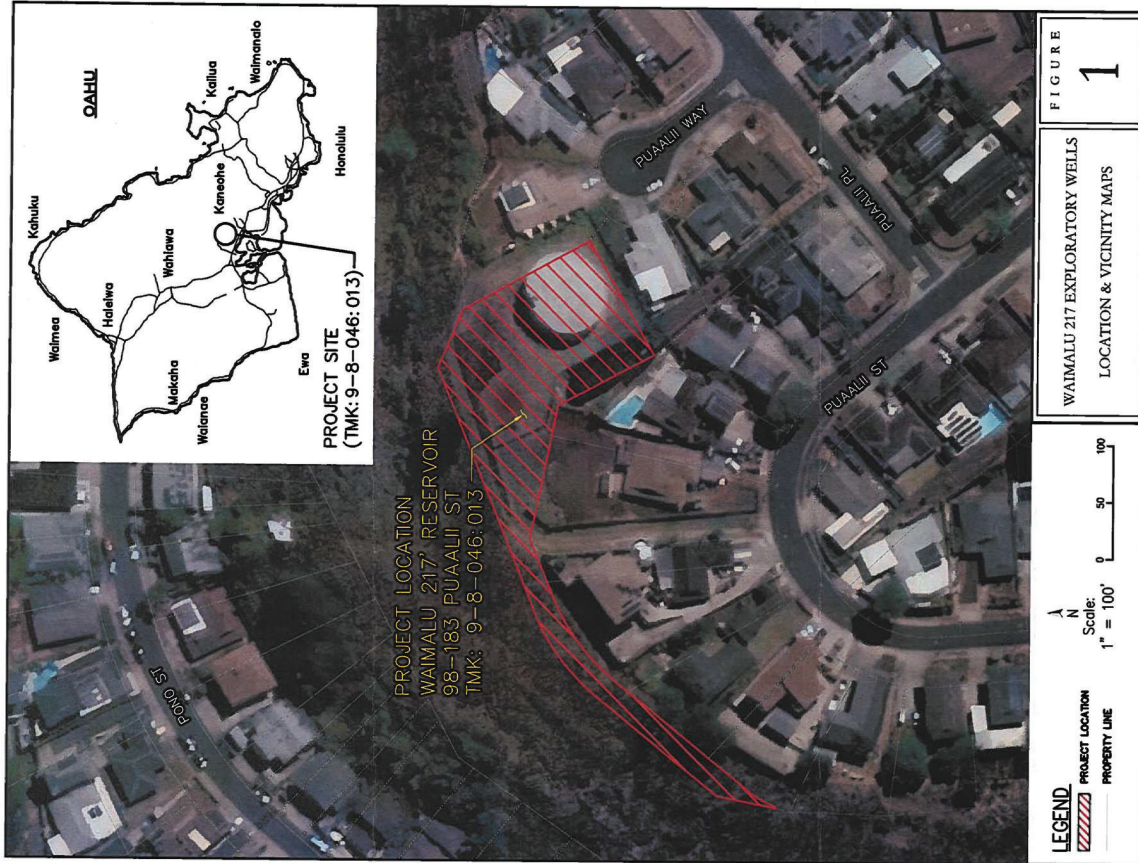 OAHU
Kahuku
Waimea
Haleiwa
Wahiawa
Makaha
Waianae
Kaneohe
Kailua
Waimanalo
Honolulu
Ewa
PROJECT SITE
(TMK: 9-8-046: 013)
PONO ST
PROJECT LOCATION
WAIMALU 217' RESERVOIR
98-183 PUAALII ST
TMK: 9-8-046:013
PUAALII WAY
PUAALII PL
PUAALII ST
LEGEND
PROJECT LOCATION
PROPERTY LINE
N
Scale:
1" = 100'
0 50 100
WAIMALU 217 EXPLORATORY WELLS
LOCATION & VICINITY MAPS
FIGURE
1